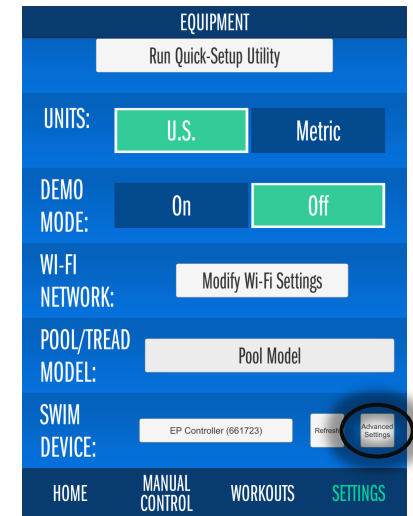 EQUIPMENT
Run Quick-Setup Utility
UNITS:
U.S.
Metric
DEMO
MODE:
On
Off
WI-FI
NETWORK:
Modify Wi-Fi Settings
POOL/TREAD
MODEL:
Pool Model
SWIM
DEVICE:
EP Controller (661723)
Refresh
Advanced
Settings
HOME
MANUAL
CONTROL
WORKOUTS
SETTINGS